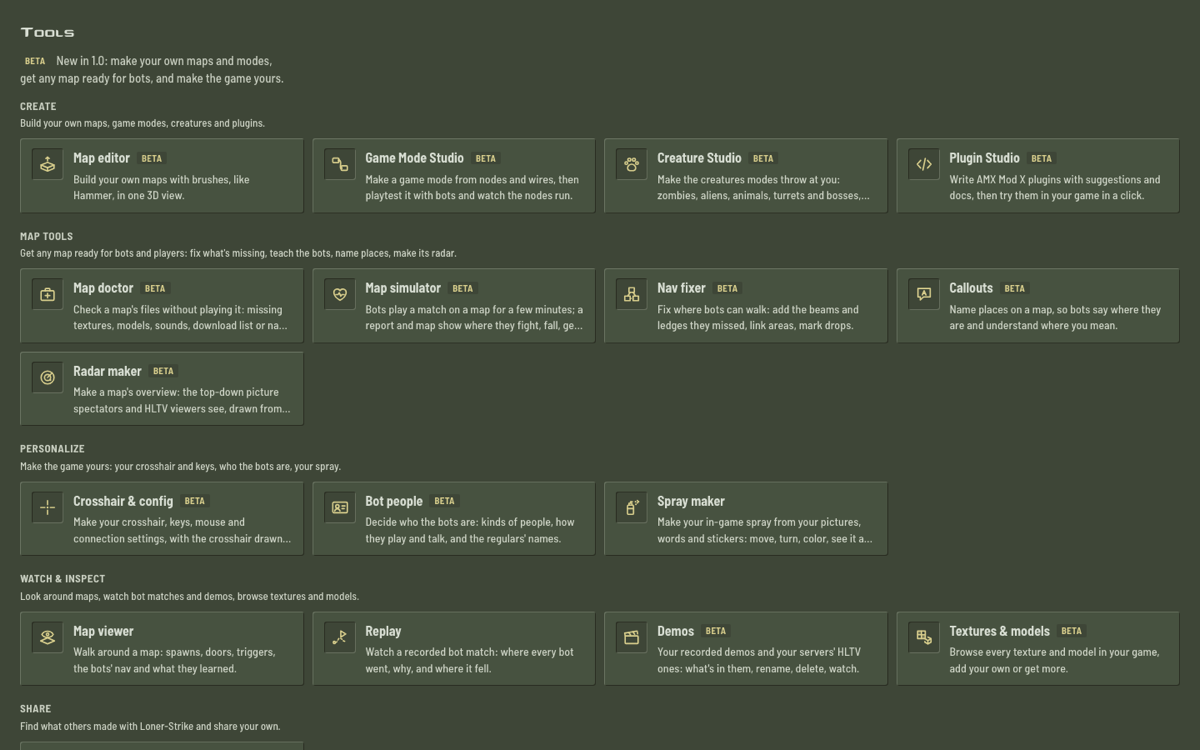 Tools
BETA New in 1.0: make your own maps and modes,
get any map ready for bots, and make the game yours.
CREATE
Build your own maps, game modes, creatures and plugins.
Map editor BETA
Build your own maps with brushes, like
Hammer, in one 3D view.
Game Mode Studio BETA
Make a game mode from nodes and wires, then
playtest it with bots and watch the nodes run.
Creature Studio BETA
Make the creatures modes throw at you:
zombies, aliens, animals, turrets and bosses,...
Plugin Studio BETA
Write AMX Mod X plugins with suggestions and
docs, then try them in your game in a click.
MAP TOOLS
Get any map ready for bots and players: fix what's missing, teach the bots, name places, make its radar.
Map doctor BETA
Check a map's files without playing it: missing
textures, models, sounds, download list or na...
Map simulator BETA
Bots play a match on a map for a few minutes; a
report and map show where they fight, fall, ge...
Nav fixer BETA
Fix where bots can walk: add the beams and
ledges they missed, link areas, mark drops.
Callouts BETA
Name places on a map, so bots say where they
are and understand where you mean.
Radar maker BETA
Make a map's overview: the top-down picture
spectators and HLTV viewers see, drawn from...
PERSONALIZE
Make the game yours: your crosshair and keys, who the bots are, your spray.
Crosshair & config BETA
Make your crosshair, keys, mouse and
connection settings, with the crosshair drawn...
Bot people BETA
Decide who the bots are: kinds of people, how
they play and talk, and the regulars' names.
Spray maker
Make your in-game spray from your pictures,
words and stickers: move, turn, color, see it a...
WATCH & INSPECT
Look around maps, watch bot matches and demos, browse textures and models.
Map viewer
Walk around a map: spawns, doors, triggers,
the bots' nav and what they learned.
Replay
Watch a recorded bot match: where every bot
went, why, and where it fell.
Demos BETA
Your recorded demos and your servers' HLTV
ones: what's in them, rename, delete, watch.
Textures & models BETA
Browse every texture and model in your game,
add your own or get more.
SHARE
Find what others made with Loner-Strike and share your own.